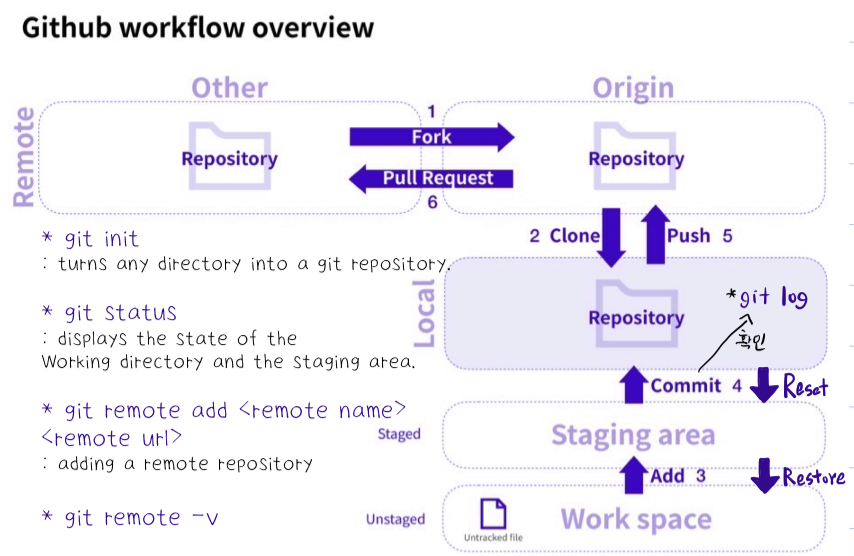 Github workflow overview
Other
Origin
Remote
1
Fork
Repository
Repository
Pull Request
6
2 Clone
Push 5
* git init
: turns any directory into a git repository.
* git status
: displays the state of the
Working directory and the staging area.
* git remote add <remote name>
<remote url>
: adding a remote repository
* git remote -v
Local
Repository
*git log
확인
Commit 4
Reset
Staged
Staging area
Add 3
Restore
Unstaged
Untracked file
Work space